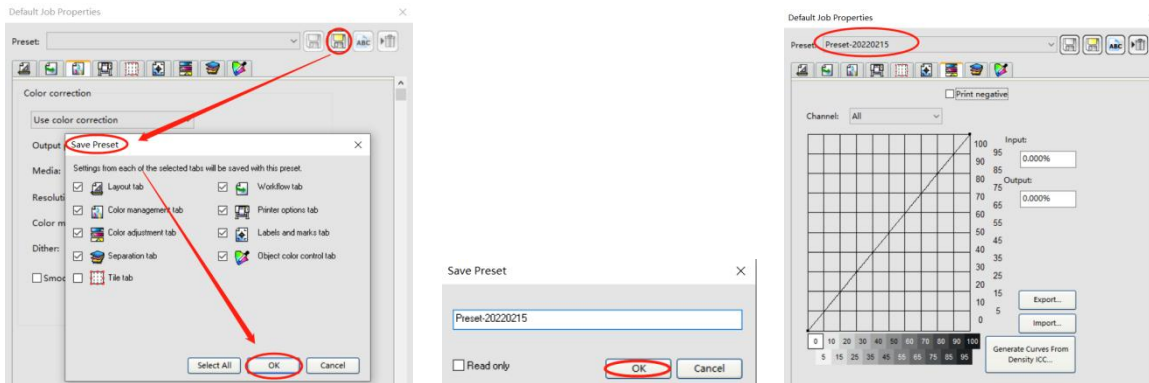 Default Job Properties
Preset:
ABC
Color correction
Use color correction
Output
Save Preset
Media:
Settings from each of the selected tabs will be saved with this preset.
Layout tab
Workflow tab
Resoluti
Color management tab
Printer options tab
Color m
Color adjustment tab
Labels and marks tab
Dither:
Separation tab
Object color control tab
Smoo
Tile tab
Select All
OK
Cancel
Save Preset
Preset-20220215
Read only
OK
Cancel
Default Job Properties
Preset: Preset-20220215
ABC
Print negative
Channel: All
100
95
90
85
80
75
70
65
60
55
50
45
40
35
30
25
20
15
10
5
0
Input:
0.000%
Output:
0.000%
Export...
Import...
0 10 20 30 40 50 60 70 80 90 100
5 15 25 35 45 55 65 75 85 95
Generate Curves From
Density ICC...